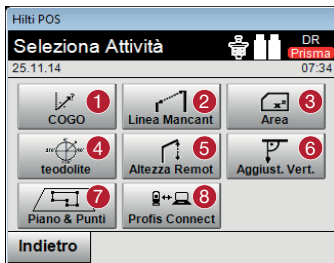 Hilti POS
Seleziona Attività
DR
Prisma
25.11.14
07:34
1
COGO
2
Linea Mancant
3
x²
Area
4
teodolite
5
Altezza Remot
6
Aggiust. Vert.
7
Piano & Punti
8
Profis Connect
Indietro